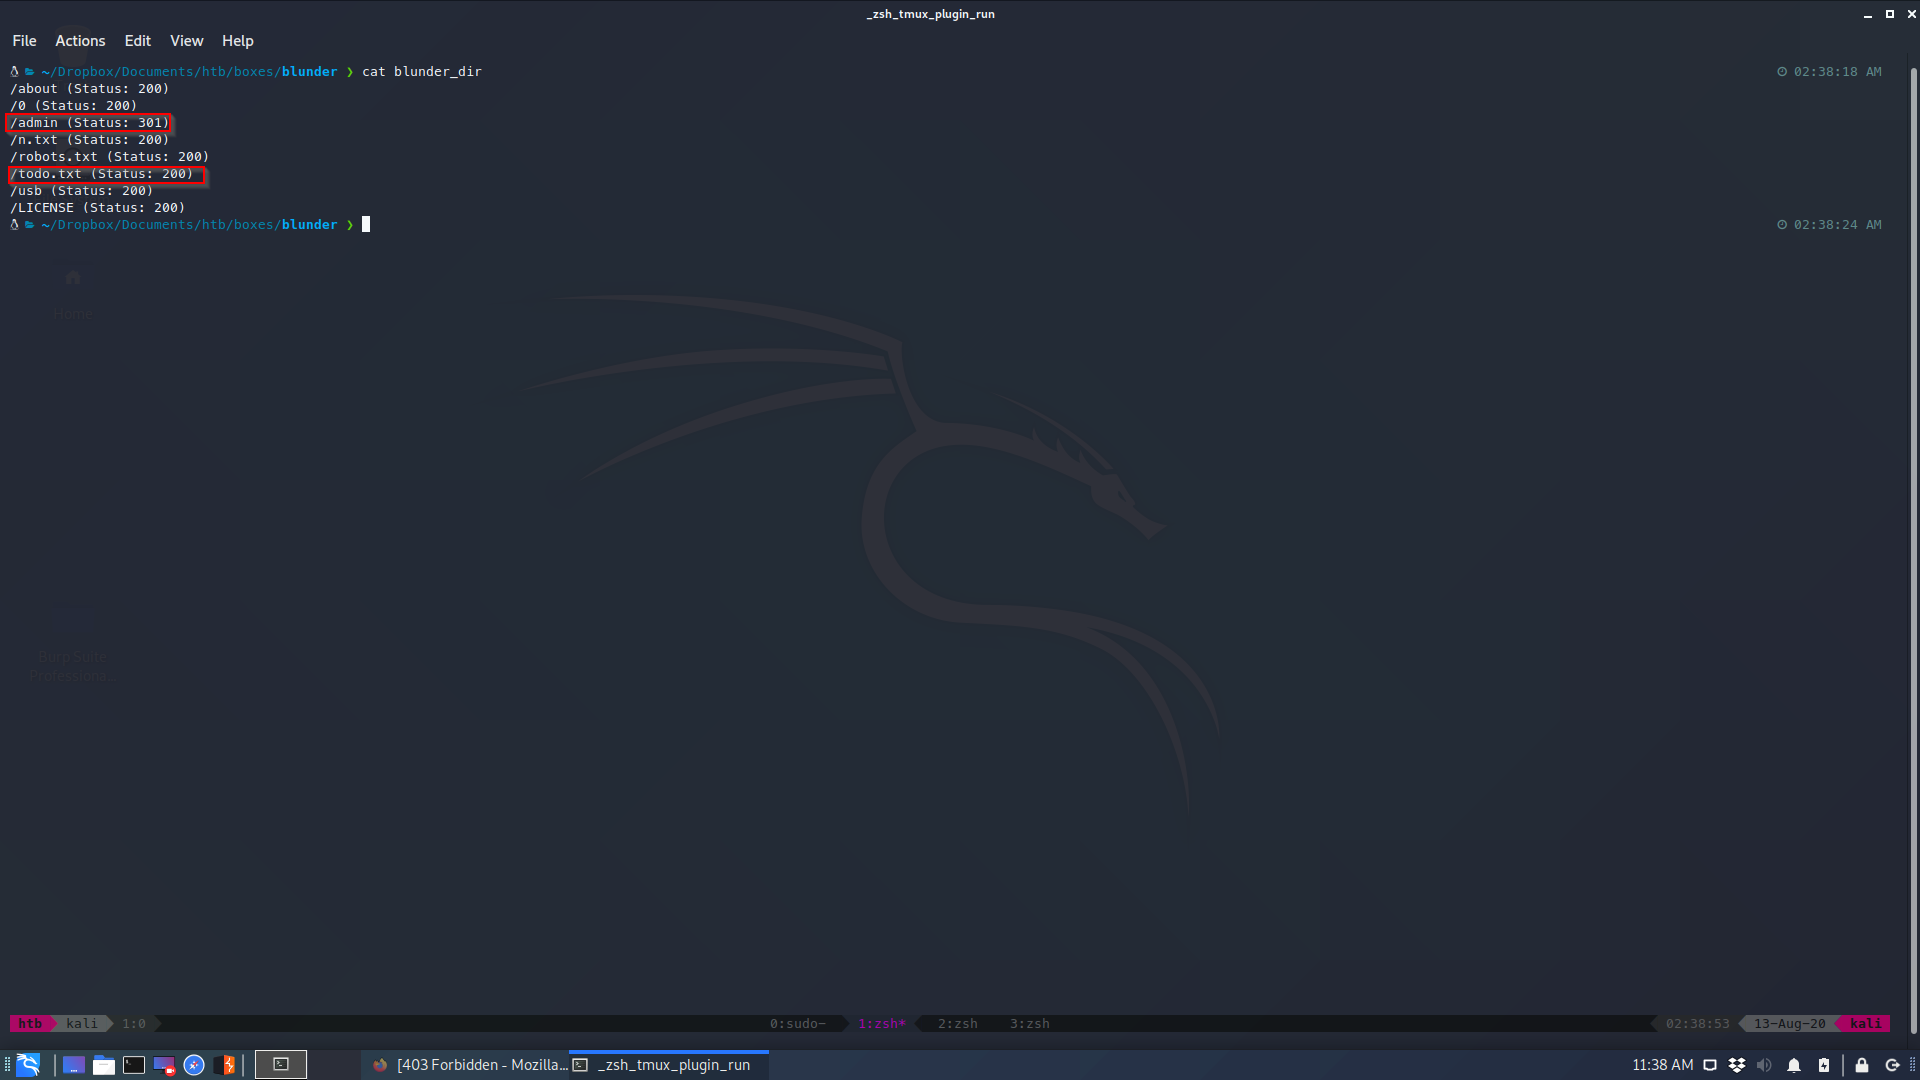 _zsh_tmux_plugin_run
File Actions Edit View Help
~/Dropbox/Documents/htb/boxes/blunder ❯ cat blunder_dir 02:38:18 AM
/about (Status: 200)
/0 (Status: 200)
/admin (Status: 301)
/n.txt (Status: 200)
/robots.txt (Status: 200)
/todo.txt (Status: 200)
/usb (Status: 200)
/LICENSE (Status: 200)
~/Dropbox/Documents/htb/boxes/blunder ❯ 02:38:24 AM
Home
Burp Suite
Professiona...
htb kali 1:0 0:sudo- 1:zsh* 2:zsh 3:zsh 02:38:53 13-Aug-20 kali
[403 Forbidden - Mozilla... _zsh_tmux_plugin_run 11:38 AM